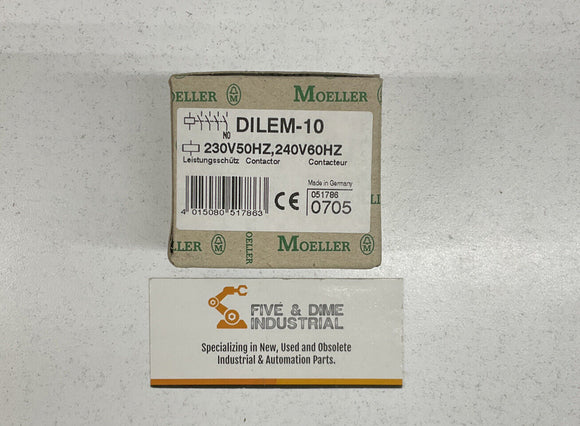 MOELLER
MOELLER
DILEM-10
NO
230V50HZ,240V60HZ
Leistungsschütz Contactor Contacteur
Made in Germany
051786
0705
CE
4 015080 517863
MOELLER
MOELLER
FIVE & DIME
INDUSTRIAL
Specializing in New, Used and Obsolete
Industrial & Automation Parts.